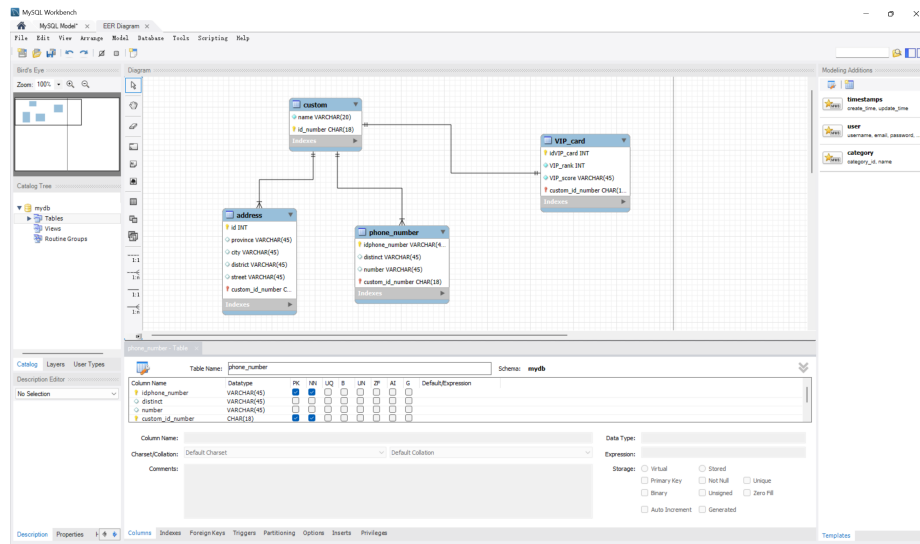 MySQL Workbench
MySQL Model* × EER Diagram ×
File Edit View Arrange Model Database Tools Scripting Help
Bird's Eye
Zoom: 100%
Diagram
Modeling Additions
timestamps
create_time, update_time
user
username, email, password, ...
category
category_id, name
custom
name VARCHAR(20)
id_number CHAR(18)
Indexes
VIP_card
idVIP_card INT
VIP_rank INT
VIP_score VARCHAR(45)
custom_id_number CHAR(1...
Indexes
Catalog Tree
mydb
Tables
Views
Routine Groups
address
id INT
province VARCHAR(45)
city VARCHAR(45)
district VARCHAR(45)
street VARCHAR(45)
custom_id_number C...
Indexes
phone_number
idphone_number VARCHAR(4...
distinct VARCHAR(45)
number VARCHAR(45)
custom_id_number CHAR(18)
Indexes
1:1
1:n
1:1
1:n
phone_number - Table ×
Catalog Layers User Types
Description Editor
No Selection
Table Name: phone_number Schema: mydb
Column Name Datatype PK NN UQ B UN ZF AI G Default/Expression
idphone_number VARCHAR(45)
distinct VARCHAR(45)
number VARCHAR(45)
custom_id_number CHAR(18)
Column Name: Data Type:
Charset/Collation: Default Charset Default Collation Expression:
Comments: Storage: Virtual Stored
Primary Key Not Null Unique
Binary Unsigned Zero Fill
Auto Increment Generated
Description Properties H
Columns Indexes Foreign Keys Triggers Partitioning Options Inserts Privileges
Templates